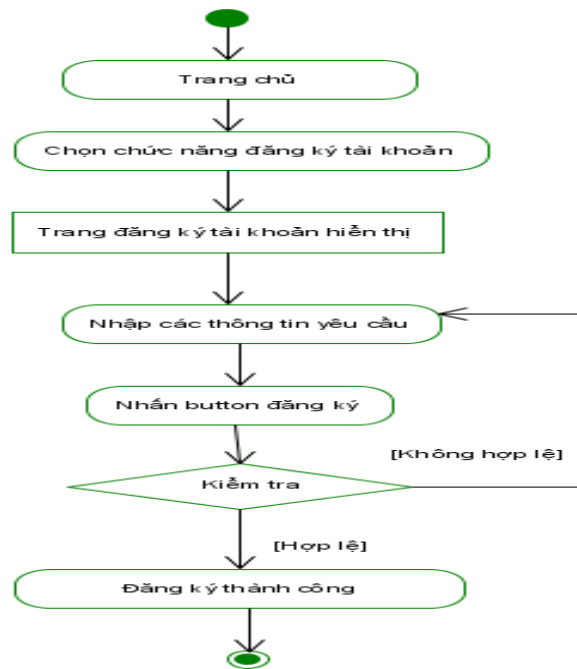 Trang chủ
Chọn chức năng đăng ký tài khoản
Trang đăng ký tài khoản hiển thị
Nhập các thông tin yêu cầu
Nhấn button đăng ký
[Không hợp lệ]
Kiểm tra
[Hợp lệ]
Đăng ký thành công